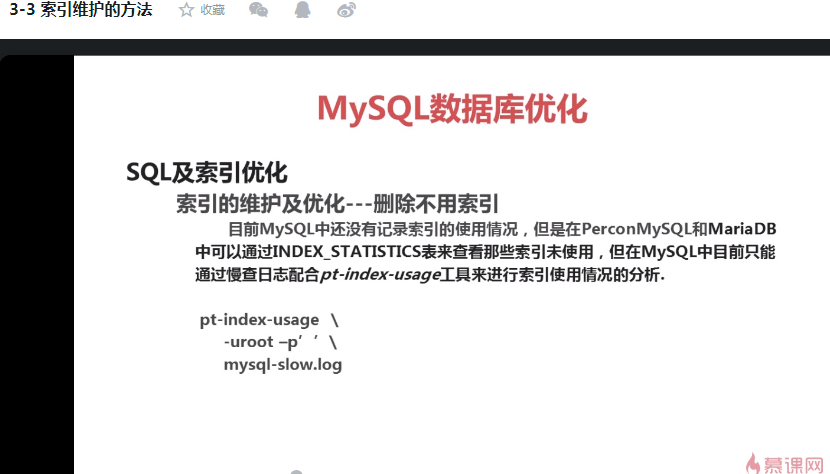 3-3 索引维护的方法 收藏
MySQL数据库优化
SQL及索引优化
索引的维护及优化---删除不用索引
目前MySQL中还没有记录索引的使用情况，但是在PerconMySQL和MariaDB
中可以通过INDEX_STATISTICS表来查看那些索引未使用，但在MySQL中目前只能
通过慢查日志配合pt-index-usage工具来进行索引使用情况的分析.
pt-index-usage \
-uroot –p’ ’ \
mysql-slow.log
慕课网